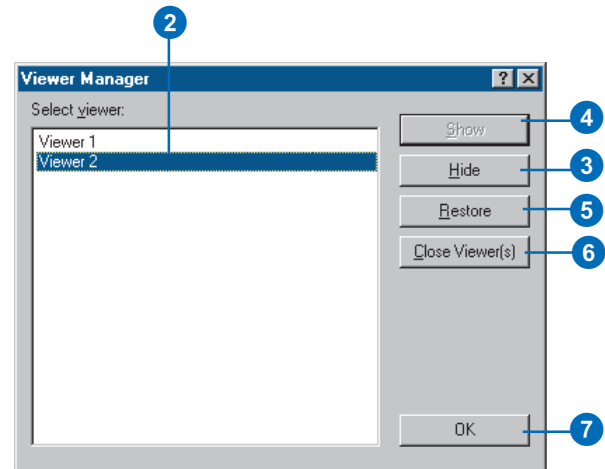 2
Viewer Manager
?
Select viewer:
Viewer 1
Viewer 2
Show
4
Hide
3
Restore
5
Close Viewer(s)
6
OK
7